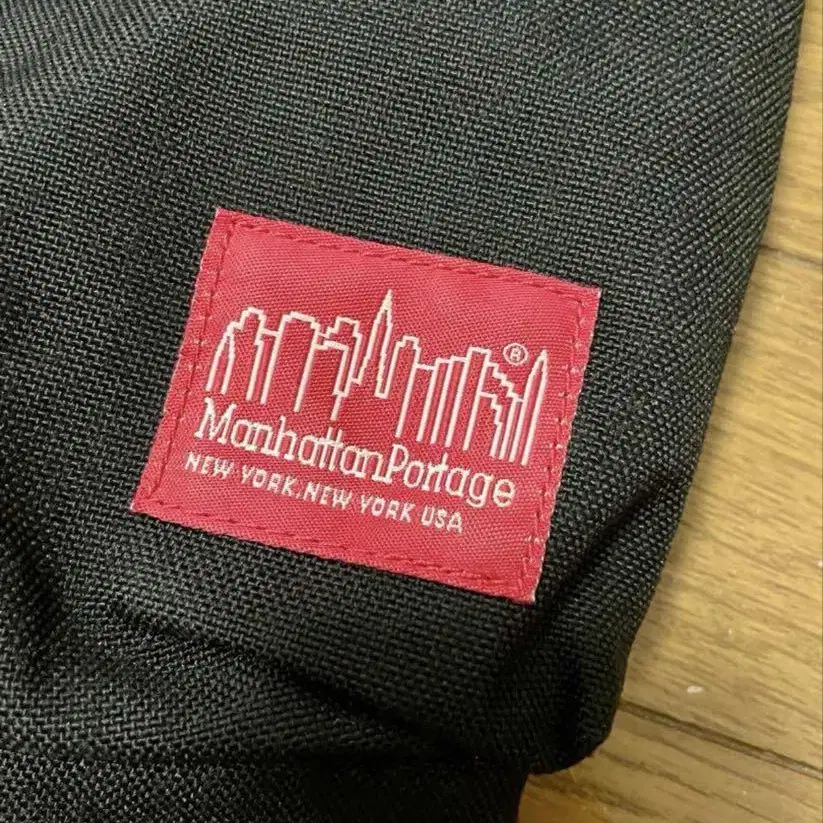 ®
ManhattanPortage
NEW YORK, NEW YORK USA